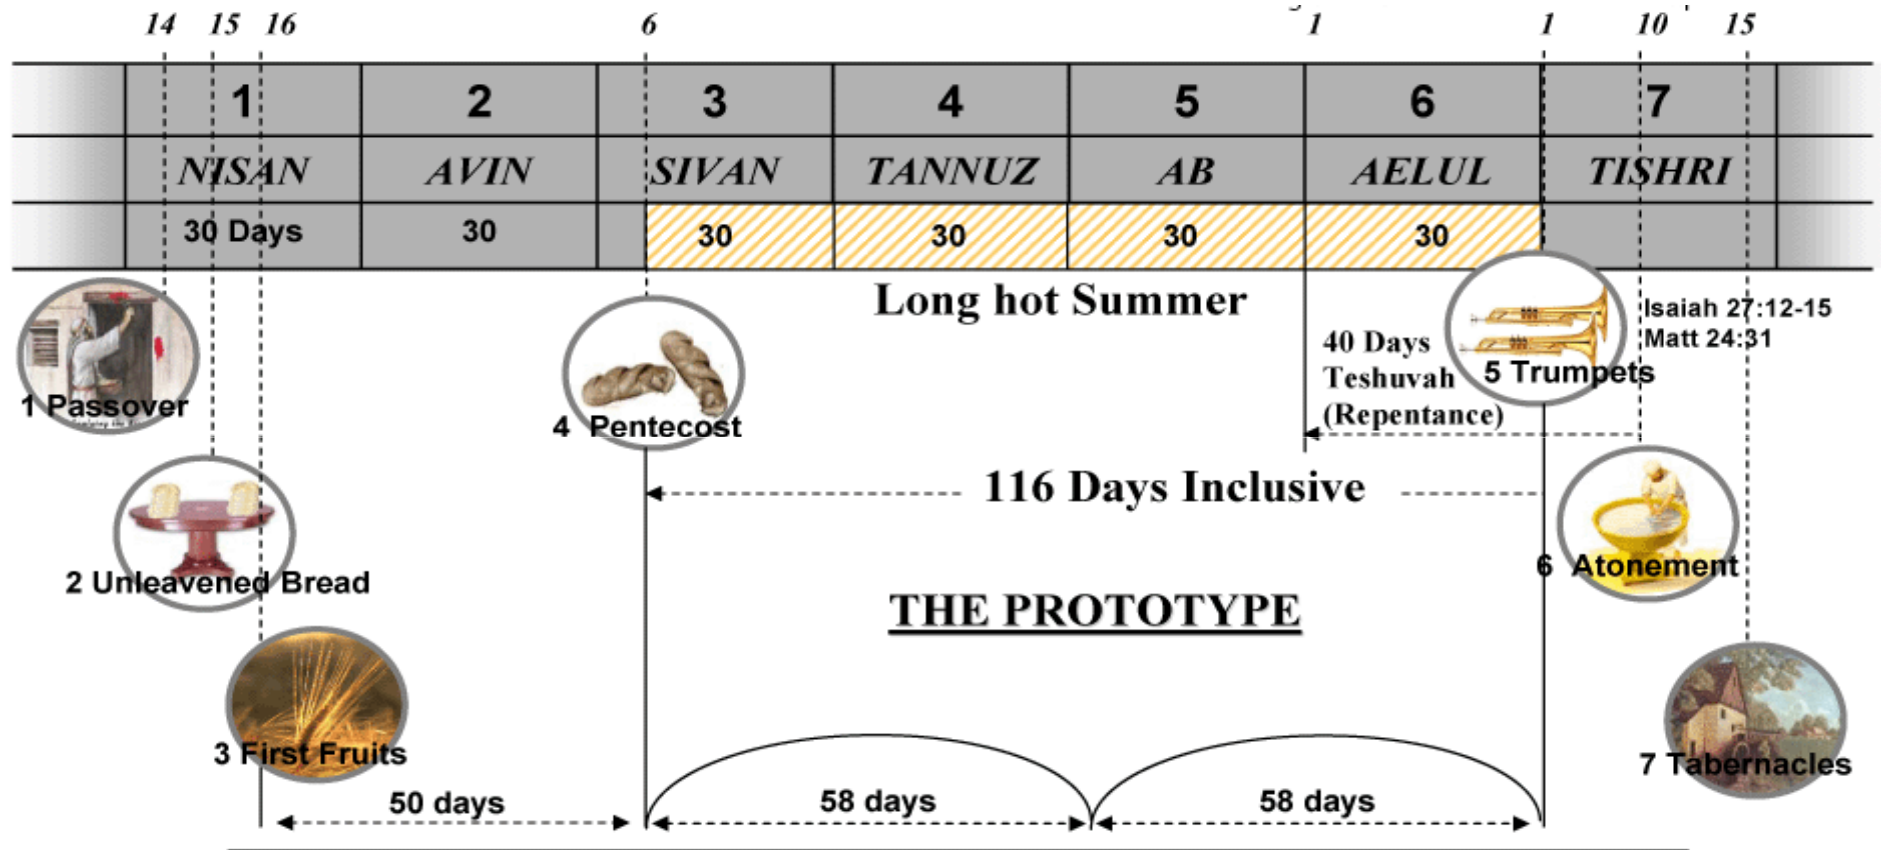 14 15 16 6 1 1 10 15
1 2 3 4 5 6 7
NISAN AVIN SIVAN TANNUZ AB AELUL TISHRI
30 Days 30 30 30 30 30
Long hot Summer
Isaiah 27:12-15
Matt 24:31
40 Days
Teshuvah
(Repentance)
5 Trumpets
1 Passover
4 Pentecost
116 Days Inclusive
6 Atonement
2 Unleavened Bread
THE PROTOTYPE
3 First Fruits
7 Tabernacles
50 days 58 days 58 days